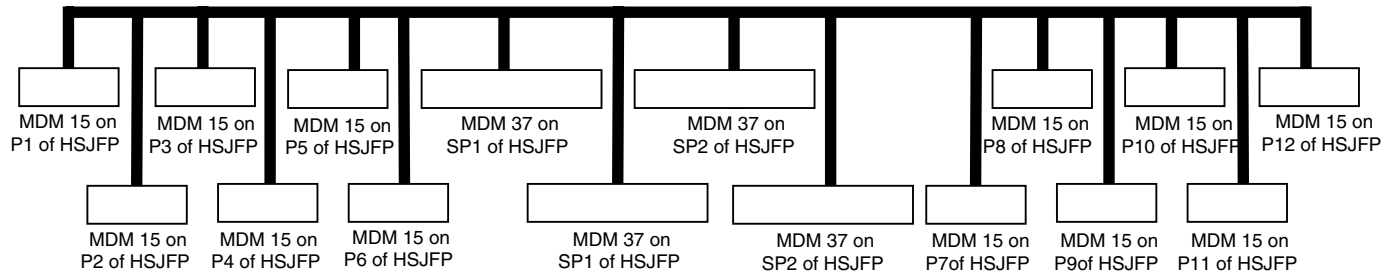 MDM 15 on
P1 of HSJFP
MDM 15 on
P3 of HSJFP
MDM 15 on
P5 of HSJFP
MDM 37 on
SP1 of HSJFP
MDM 37 on
SP2 of HSJFP
MDM 15 on
P8 of HSJFP
MDM 15 on
P10 of HSJFP
MDM 15 on
P12 of HSJFP
MDM 15 on
P2 of HSJFP
MDM 15 on
P4 of HSJFP
MDM 15 on
P6 of HSJFP
MDM 37 on
SP1 of HSJFP
MDM 37 on
SP2 of HSJFP
MDM 15 on
P7of HSJFP
MDM 15 on
P9of HSJFP
MDM 15 on
P11 of HSJFP